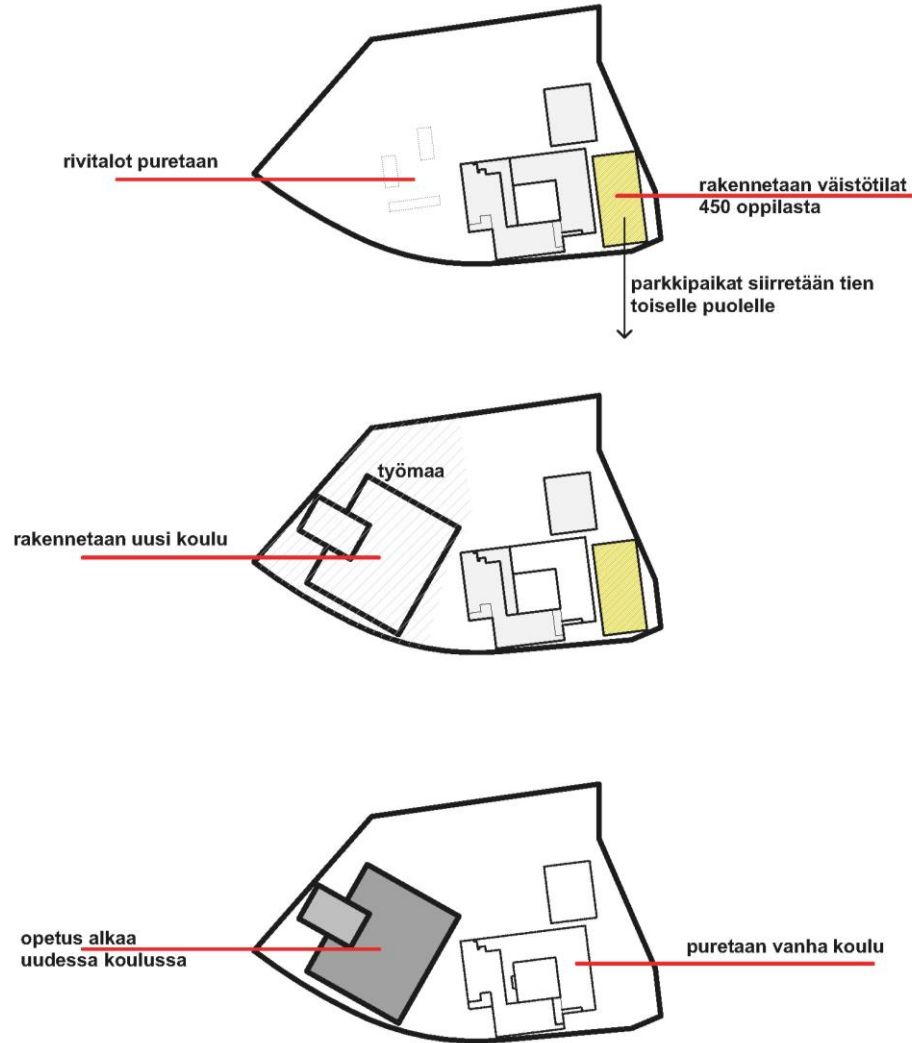 rivitalot puretaan
rakennetaan väistötilat
450 oppilasta
parkkipaikat siirretään tien
toiselle puolelle
työmaa
rakennetaan uusi koulu
opetus alkaa
uudessa koulussa
puretaan vanha koulu